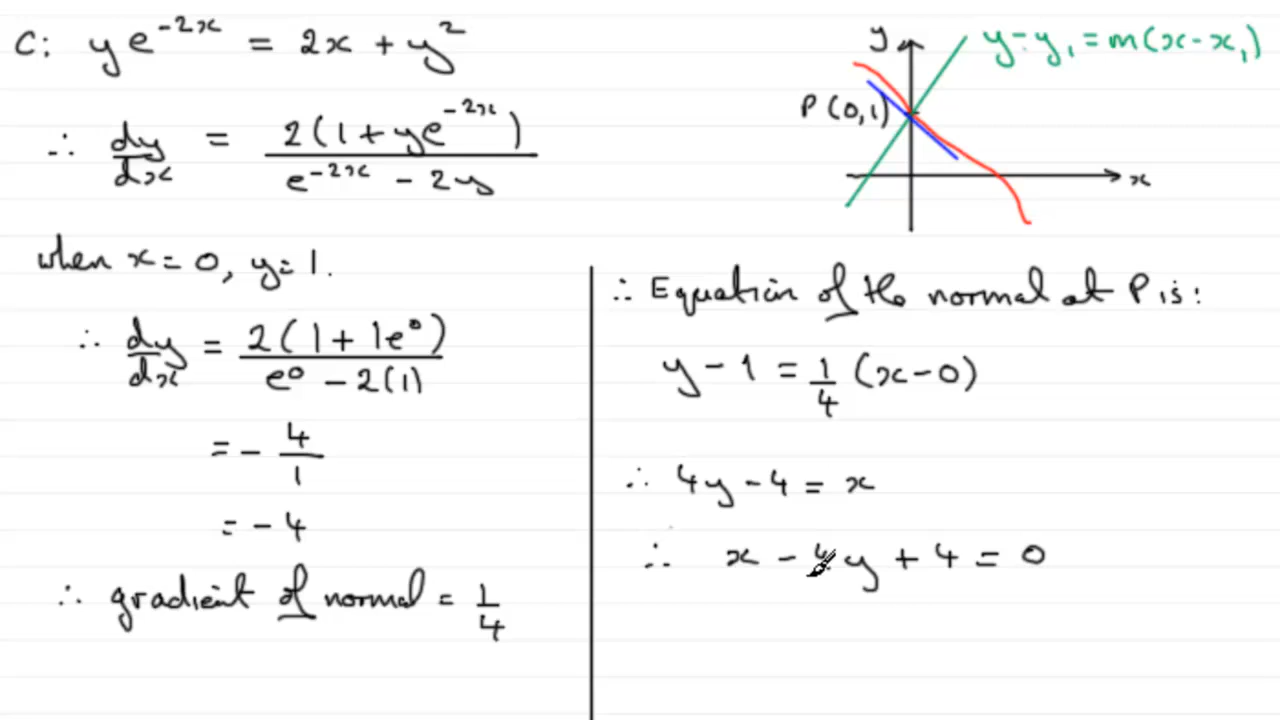 C: ye^{-2x} = 2x + y^2
∴ dy/dx = 2(1 + ye^{-2x}) / (e^{-2x} - 2y)
when x = 0, y = 1.
∴ dy/dx = 2(1 + 1e^0) / (e^0 - 2(1))
= - 4/1
= - 4
∴ gradient of normal = 1/4
y
y - y_1 = m(x - x_1)
P(0,1)
x
∴ Equation of the normal at P is:
y - 1 = 1/4 (x - 0)
∴ 4y - 4 = x
∴ x - 4y + 4 = 0